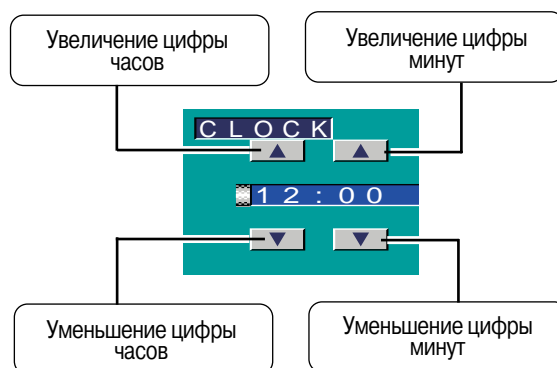 Увеличение цифры
часов
Увеличение цифры
минут
CLOCK
12:00
Уменьшение цифры
часов
Уменьшение цифры
минут